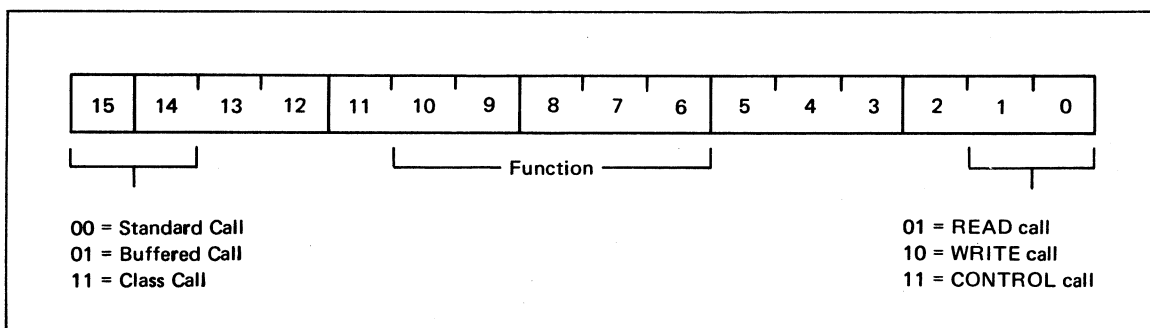 15 14 13 12 11 10 9 8 7 6 5 4 3 2 1 0
Function
00 = Standard Call
01 = Buffered Call
11 = Class Call
01 = READ call
10 = WRITE call
11 = CONTROL call